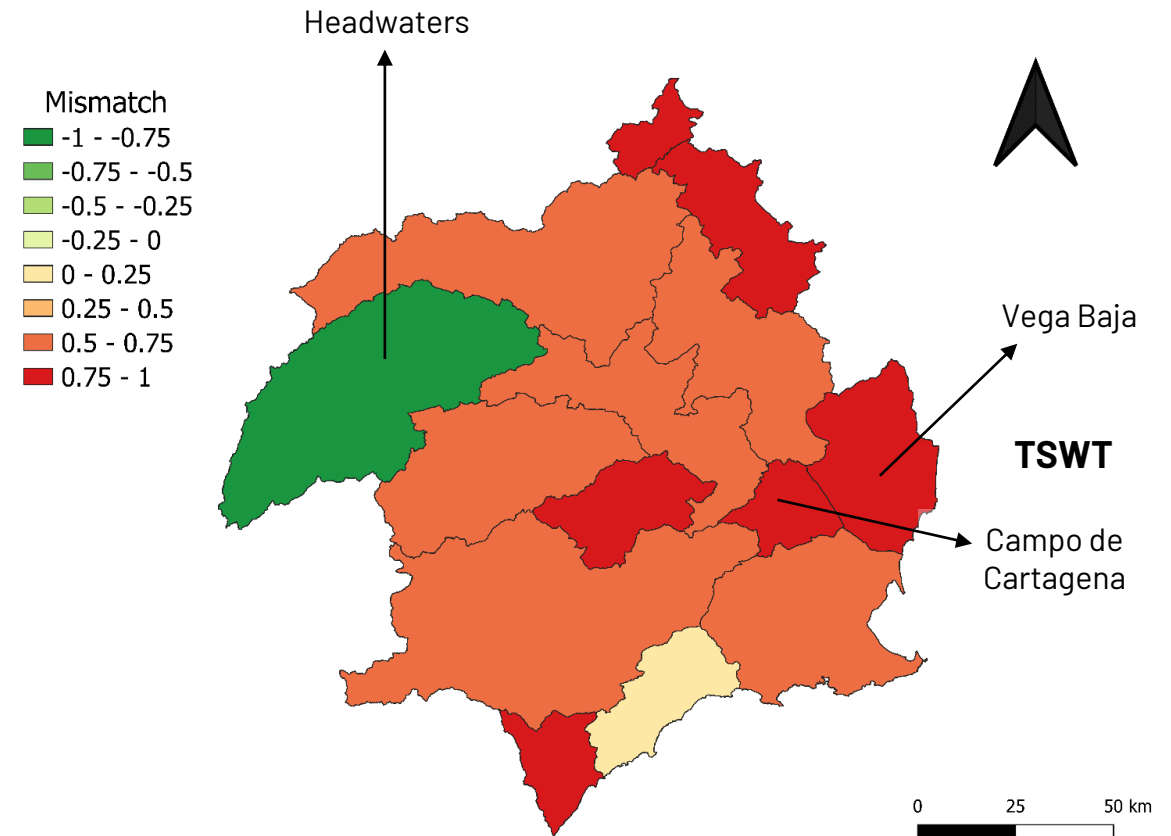 Headwaters
Mismatch
-1 - -0.75
-0.75 - -0.5
-0.5 - -0.25
-0.25 - 0
0 - 0.25
0.25 - 0.5
0.5 - 0.75
0.75 - 1
Vega Baja
TSWT
Campo de
Cartagena
0 25 50 km